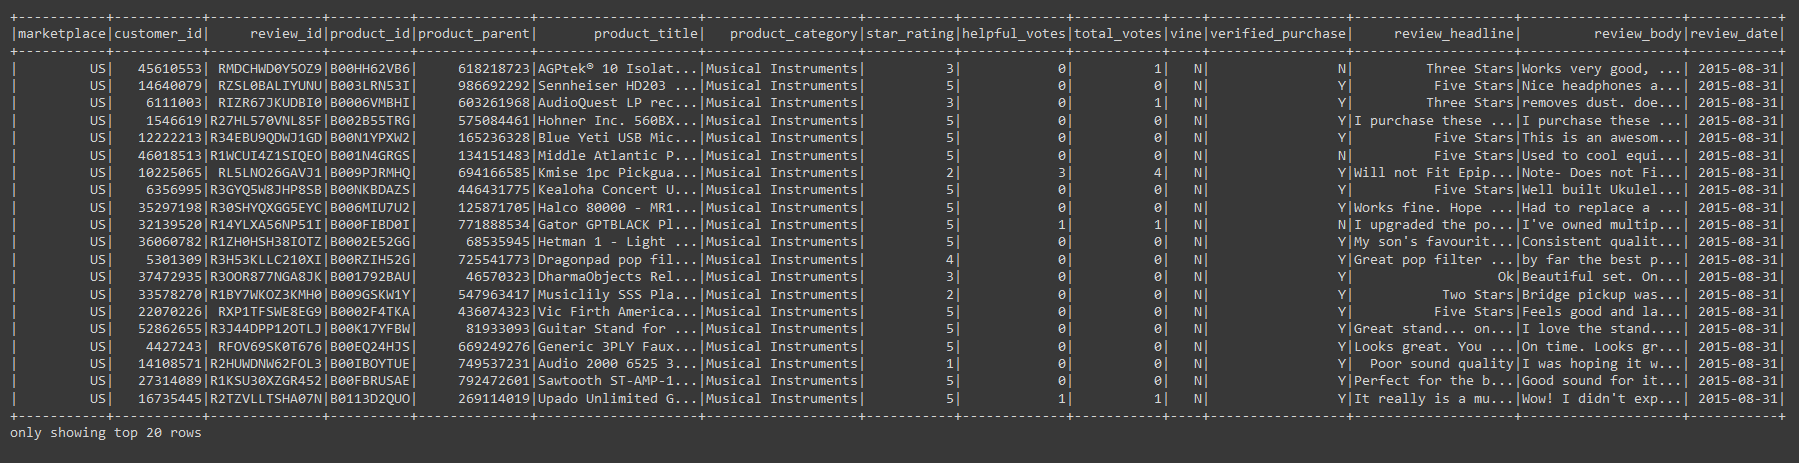 +-----------+-----------+--------------+----------+--------------+--------------------+-------------------+-----------+-------------+-----------+----+-----------------+--------------------+--------------------+-----------+
|marketplace|customer_id|     review_id|product_id|product_parent|       product_title|   product_category|star_rating|helpful_votes|total_votes|vine|verified_purchase|     review_headline|         review_body|review_date|
+-----------+-----------+--------------+----------+--------------+--------------------+-------------------+-----------+-------------+-----------+----+-----------------+--------------------+--------------------+-----------+
|         US|   45610553| RMDCHWD0Y5OZ9|B00HH62VB6|     618218723|AGPtek® 10 Isolat...|Musical Instruments|          3|            0|          1|   N|                N|         Three Stars|Works very good, ...| 2015-08-31|
|         US|   14640079| RZSL0BALIYUNU|B003LRN53I|     986692292|Sennheiser HD203 ...|Musical Instruments|          5|            0|          0|   N|                Y|          Five Stars|Nice headphones a...| 2015-08-31|
|         US|    6111003| RIZR67JKUDBI0|B0006VMBHI|     603261968|AudioQuest LP rec...|Musical Instruments|          3|            0|          1|   N|                Y|         Three Stars|removes dust. doe...| 2015-08-31|
|         US|    1546619|R27HL570VNL85F|B002B55TRG|     575084461|Hohner Inc. 560BX...|Musical Instruments|          5|            0|          0|   N|                Y|I purchase these ...|I purchase these ...| 2015-08-31|
|         US|   12222213|R34EBU9QDWJ1GD|B00N1YPXW2|     165236328|Blue Yeti USB Mic...|Musical Instruments|          5|            0|          0|   N|                Y|          Five Stars|This is an awesom...| 2015-08-31|
|         US|   46018513|R1WCUI4Z1SIQEO|B001N4GRGS|     134151483|Middle Atlantic P...|Musical Instruments|          5|            0|          0|   N|                N|          Five Stars|Used to cool equi...| 2015-08-31|
|         US|   10225065| RL5LNO26GAVJ1|B009PJRMHQ|     694166585|Kmise 1pc Pickgua...|Musical Instruments|          2|            3|          4|   N|                Y|Will not Fit Epip...|Note- Does not Fi...| 2015-08-31|
|         US|    6356995|R3GYQ5W8JHP8SB|B00NKBDAZS|     446431775|Kealoha Concert U...|Musical Instruments|          5|            0|          0|   N|                Y|          Five Stars|Well built Ukulel...| 2015-08-31|
|         US|   35297198|R30SHYQXGG5EYC|B006MIU7U2|     125871705|Halco 80000 - MR1...|Musical Instruments|          5|            0|          0|   N|                Y|Works fine. Hope ...|Had to replace a ...| 2015-08-31|
|         US|   32139520|R14YLXA56NP51I|B000FIBD0I|     771888534|Gator GPTBLACK Pl...|Musical Instruments|          5|            1|          1|   N|                N|I upgraded the po...|I've owned multip...| 2015-08-31|
|         US|   36060782|R1ZH0HSH38IOTZ|B0002E52GG|      68535945|Hetman 1 - Light ...|Musical Instruments|          5|            0|          0|   N|                Y|My son's favourit...|Consistent qualit...| 2015-08-31|
|         US|    5301309|R3H53KLLC210XI|B00RZIH52G|     725541773|Dragonpad pop fil...|Musical Instruments|          4|            0|          0|   N|                Y|Great pop filter ...|by far the best p...| 2015-08-31|
|         US|   37472935|R3OOR877NGA8JK|B001792BAU|      46570323|DharmaObjects Rel...|Musical Instruments|          3|            0|          0|   N|                Y|                  Ok|Beautiful set. On...| 2015-08-31|
|         US|   33578270|R1BY7WKOZ3KMH0|B009GSKW1Y|     547963417|Musiclily SSS Pla...|Musical Instruments|          2|            0|          0|   N|                Y|           Two Stars|Bridge pickup was...| 2015-08-31|
|         US|   22070226| RXP1TFSWE8EG9|B0002F4TKA|     436074323|Vic Firth America...|Musical Instruments|          5|            0|          0|   N|                Y|          Five Stars|Feels good and la...| 2015-08-31|
|         US|   52862655|R3J44DPP12OTLJ|B00K17YFBW|      81933093|Guitar Stand for ...|Musical Instruments|          5|            0|          0|   N|                Y|Great stand... on...|I love the stand....| 2015-08-31|
|         US|    4427243| RFOV69SK0T676|B00EQ24HJS|     669249276|Generic 3PLY Faux...|Musical Instruments|          5|            0|          0|   N|                Y|Looks great. You ...|On time. Looks gr...| 2015-08-31|
|         US|   14108571|R2HUWDNW62FOL3|B00IBOYTUE|     749537231|Audio 2000 6525 3...|Musical Instruments|          1|            0|          0|   N|                Y|  Poor sound quality|I was hoping it w...| 2015-08-31|
|         US|   27314089|R1KSU30XZGR452|B00FBRUSAE|     792472601|Sawtooth ST-AMP-1...|Musical Instruments|          5|            0|          0|   N|                Y|Perfect for the b...|Good sound for it...| 2015-08-31|
|         US|   16735445|R2TZVLLTSHA07N|B0113D2QUO|     269114019|Upado Unlimited G...|Musical Instruments|          5|            1|          1|   N|                Y|It really is a mu...|Wow! I didn't exp...| 2015-08-31|
+-----------+-----------+--------------+----------+--------------+--------------------+-------------------+-----------+-------------+-----------+----+-----------------+--------------------+--------------------+-----------+
only showing top 20 rows